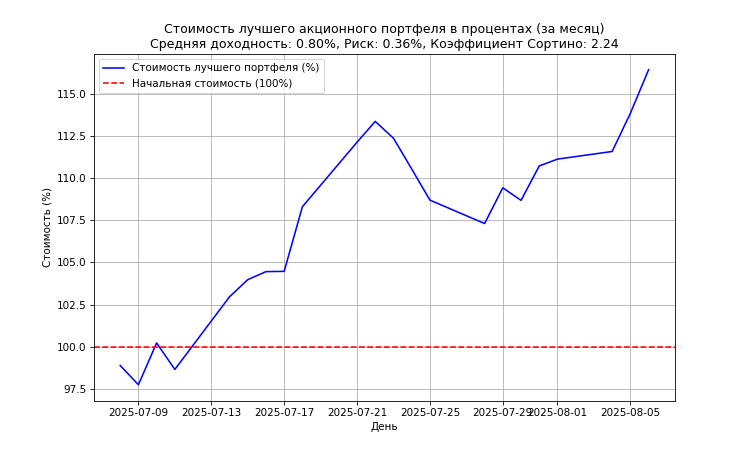 Стоимость лучшего акционного портфеля в процентах (за месяц)
Средняя доходность: 0.80%, Риск: 0.36%, Коэффициент Сортино: 2.24
Стоимость лучшего портфеля (%)
Начальная стоимость (100%)
Стоимость (%)
115.0
112.5
110.0
107.5
105.0
102.5
100.0
97.5
2025-07-09 2025-07-13 2025-07-17 2025-07-21 2025-07-25 2025-07-29 2025-08-01 2025-08-05
День